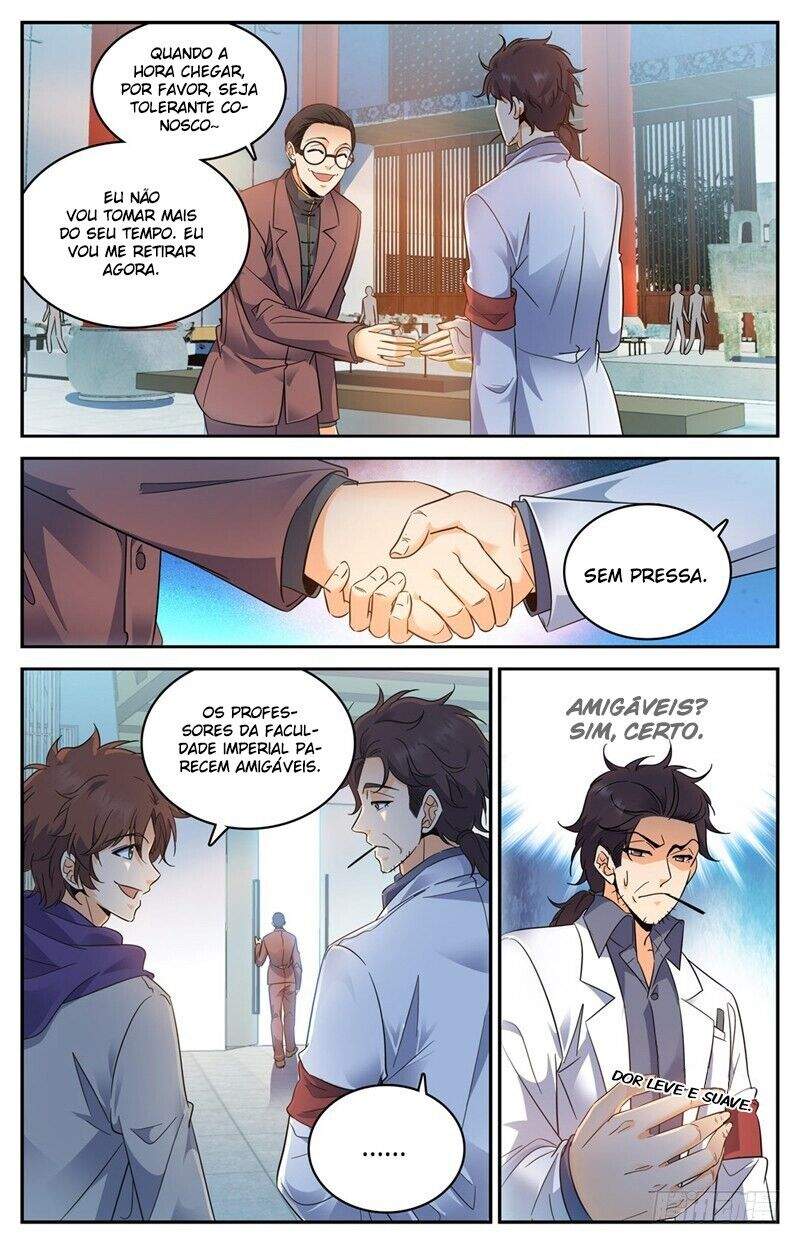 QUANDO A
HORA CHEGAR,
POR FAVOR, SEJA
TOLERANTE CO-
NOSCO~
EU NÃO
VOU TOMAR MAIS
DO SEU TEMPO. EU
VOU ME RETIRAR
AGORA.
SEM PRESSA.
OS PROFES-
SORES DA FACUL-
DADE IMPERIAL PA-
RECEM AMIGÁVEIS.
......
AMIGÁVEIS?
SIM, CERTO.
DOR LEVE E SUAVE.